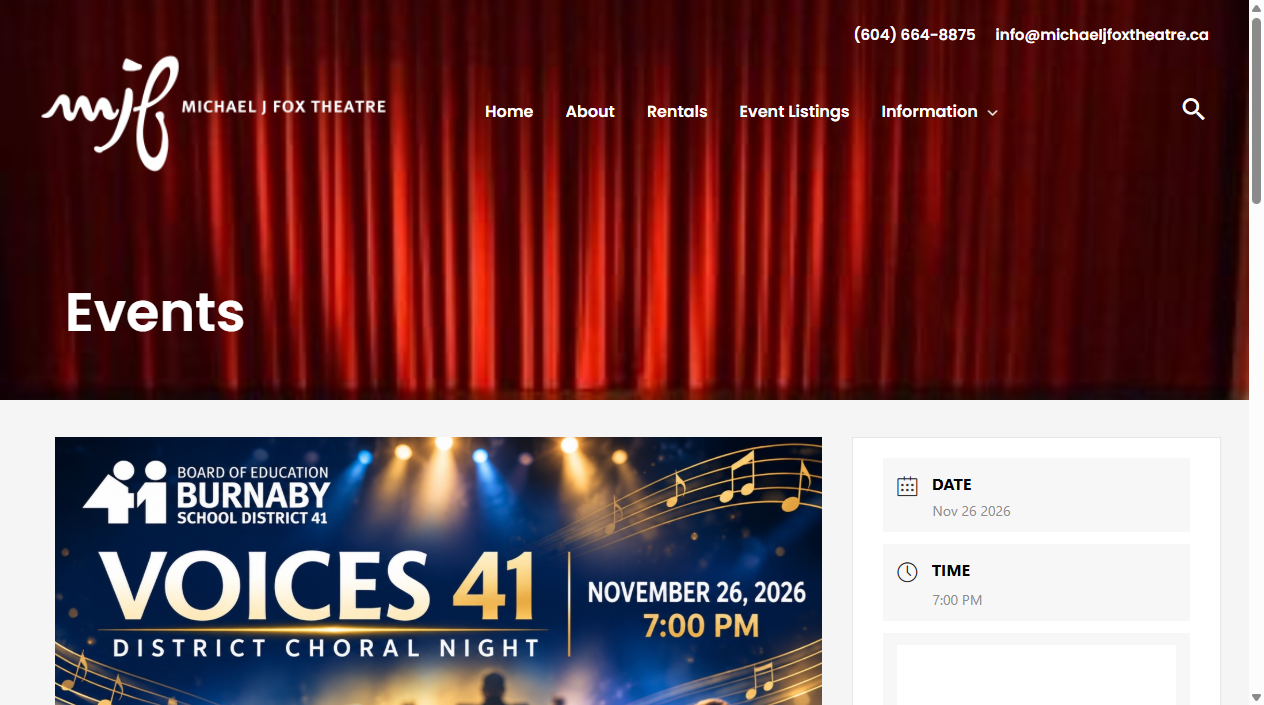 (604) 664-8875 info@michaeljfoxtheatre.ca
mjf MICHAEL J FOX THEATRE
Home About Rentals Event Listings Information
Events
41 BOARD OF EDUCATION
BURNABY
SCHOOL DISTRICT 41
VOICES 41
DISTRICT CHORAL NIGHT
NOVEMBER 26, 2026
7:00 PM
DATE
Nov 26 2026
TIME
7:00 PM